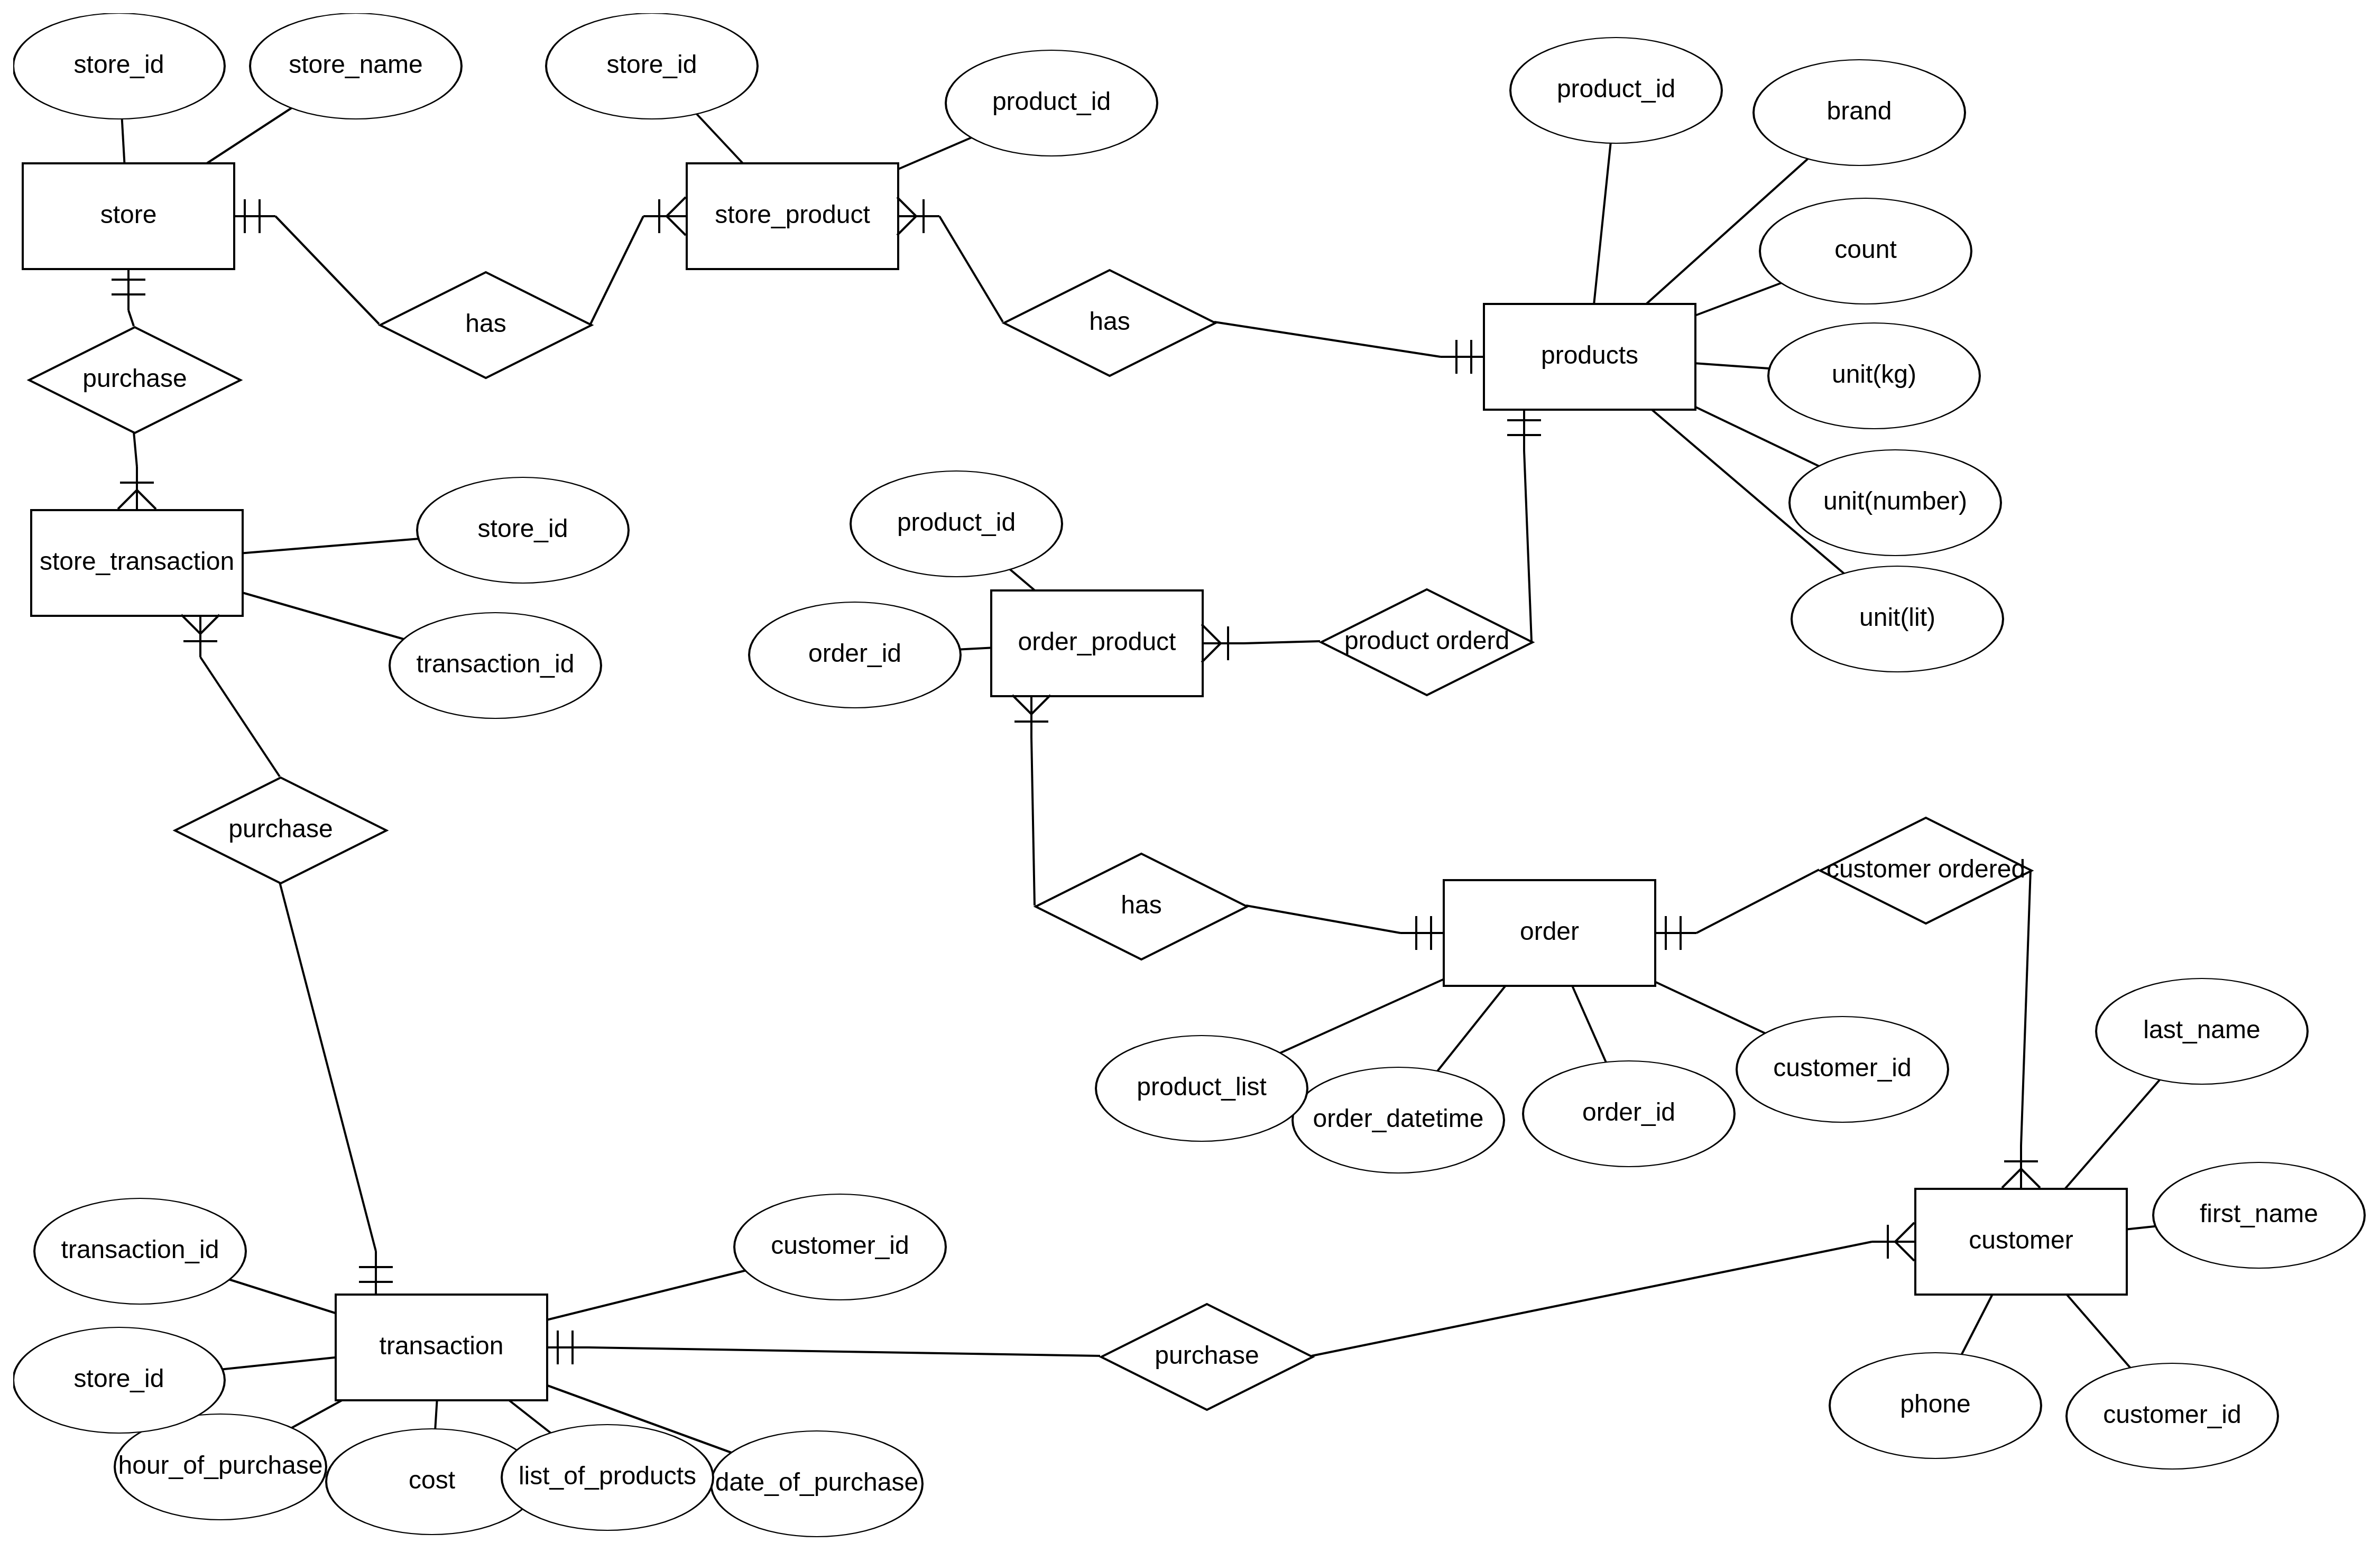 store_id
store_name
store_id
product_id
product_id
brand
store
store_product
count
has
has
products
unit(kg)
purchase
unit(number)
store_transaction
store_id
product_id
unit(lit)
transaction_id
order_id
order_product
product orderd
purchase
has
order
customer ordered
last_name
product_list
order_datetime
order_id
customer_id
first_name
transaction_id
customer_id
customer
transaction
purchase
store_id
phone
customer_id
hour_of_purchase
cost
list_of_products
date_of_purchase